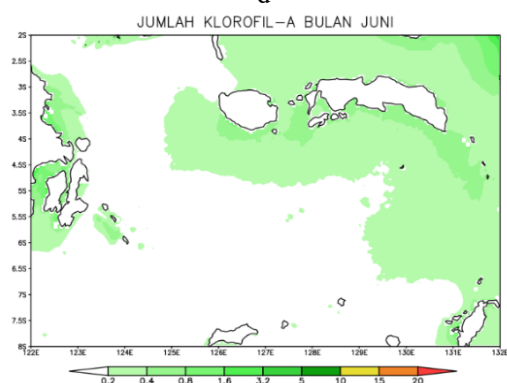 JUMLAH KLOROFIL-A BULAN JUNI
2S
2.5S
3S
3.5S
4S
4.5S
5S
5.5S
6S
6.5S
7S
7.5S
8S
122E 123E 124E 125E 126E 127E 128E 129E 130E 131E 132E
0.2 0.4 0.8 1.6 3.2 5 10 15 20